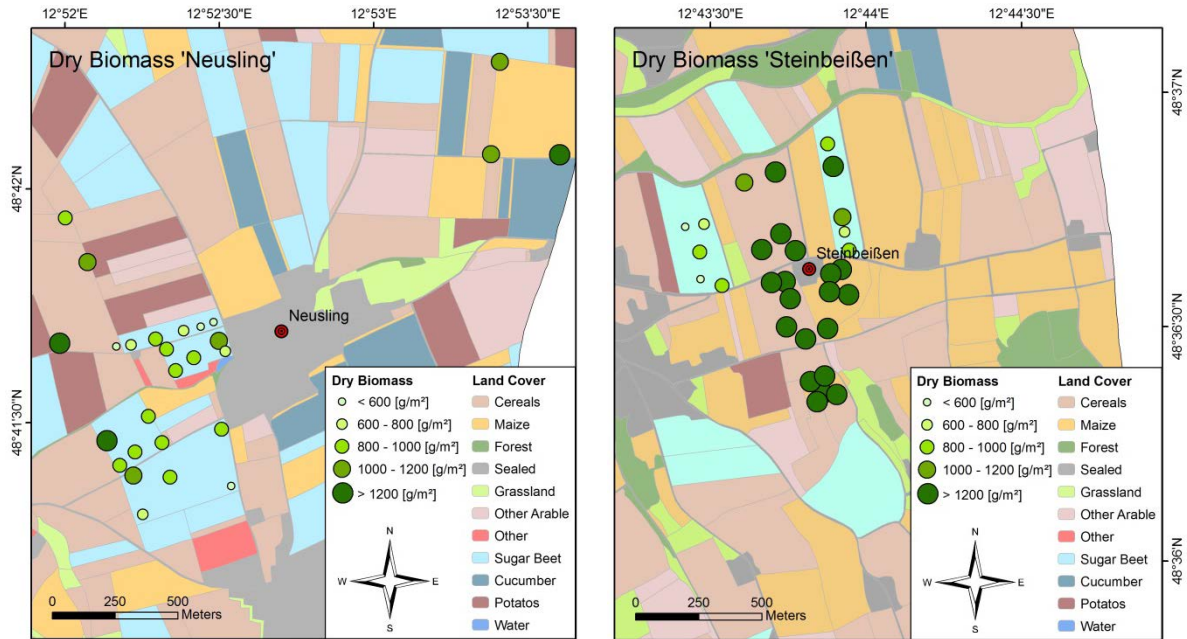 12°52'0"E 12°52'30"E 12°53'0"E 12°53'30"E
Dry Biomass 'Neusling'
48°42'N
48°41'30"N
Neusling
Dry Biomass
< 600 [g/m²]
600 - 800 [g/m²]
800 - 1000 [g/m²]
1000 - 1200 [g/m²]
> 1200 [g/m²]
Land Cover
Cereals
Maize
Forest
Sealed
Grassland
Other Arable
Other
Sugar Beet
Cucumber
Potatos
Water
N
W E
S
0 250 500
Meters
12°43'30"E 12°44'E 12°44'30"E
Dry Biomass 'Steinbeißen'
48°37'N
48°36'30"N
48°36'N
Steinbeißen
Dry Biomass
< 600 [g/m²]
600 - 800 [g/m²]
800 - 1000 [g/m²]
1000 - 1200 [g/m²]
> 1200 [g/m²]
Land Cover
Cereals
Maize
Forest
Sealed
Grassland
Other Arable
Other
Sugar Beet
Cucumber
Potatos
Water
N
W E
S
0 250 500
Meters